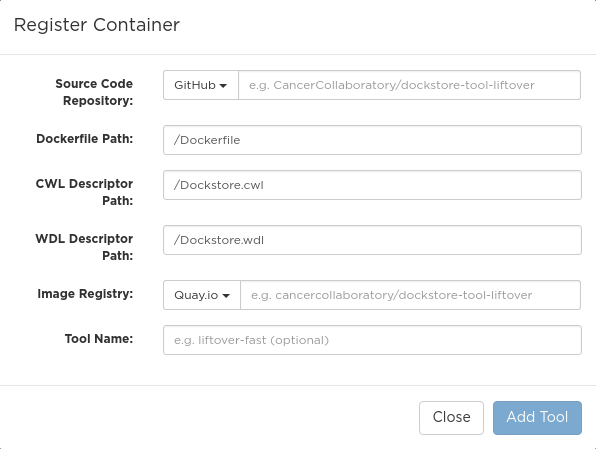 Register Container
Source Code
Repository:
GitHub
e.g. CancerCollaboratory/dockstore-tool-liftover
Dockerfile Path:
/Dockerfile
CWL Descriptor
Path:
/Dockstore.cwl
WDL Descriptor
Path:
/Dockstore.wdl
Image Registry:
Quay.io
e.g. cancercollaboratory/dockstore-tool-liftover
Tool Name:
e.g. liftover-fast (optional)
Close
Add Tool